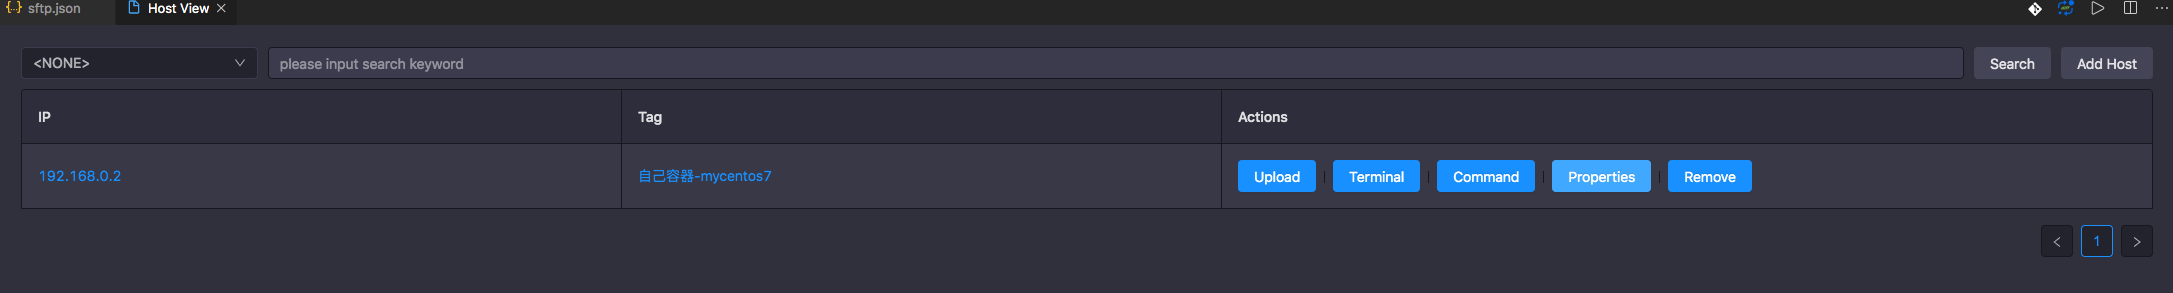 {..} sftp.json Host View
<NONE> please input search keyword Search Add Host
IP Tag Actions
192.168.0.2 自己容器-mycentos7 Upload | Terminal | Command | Properties | Remove
< 1 >